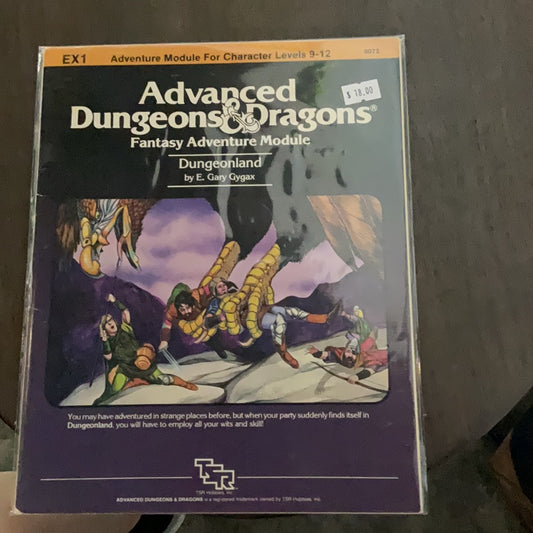 EX1
Adventure Module For Character Levels 9-12
9073
$ 18.00
Advanced
Dungeons & Dragons®
Fantasy Adventure Module
Dungeonland
by E. Gary Gygax
You may have adventured in strange places before, but when your party suddenly finds itself in
Dungeonland, you will have to employ all your wits and skill!
TSR
TSR Hobbies, Inc.
ADVANCED DUNGEONS & DRAGONS is a registered trademark owned by TSR Hobbies, Inc.